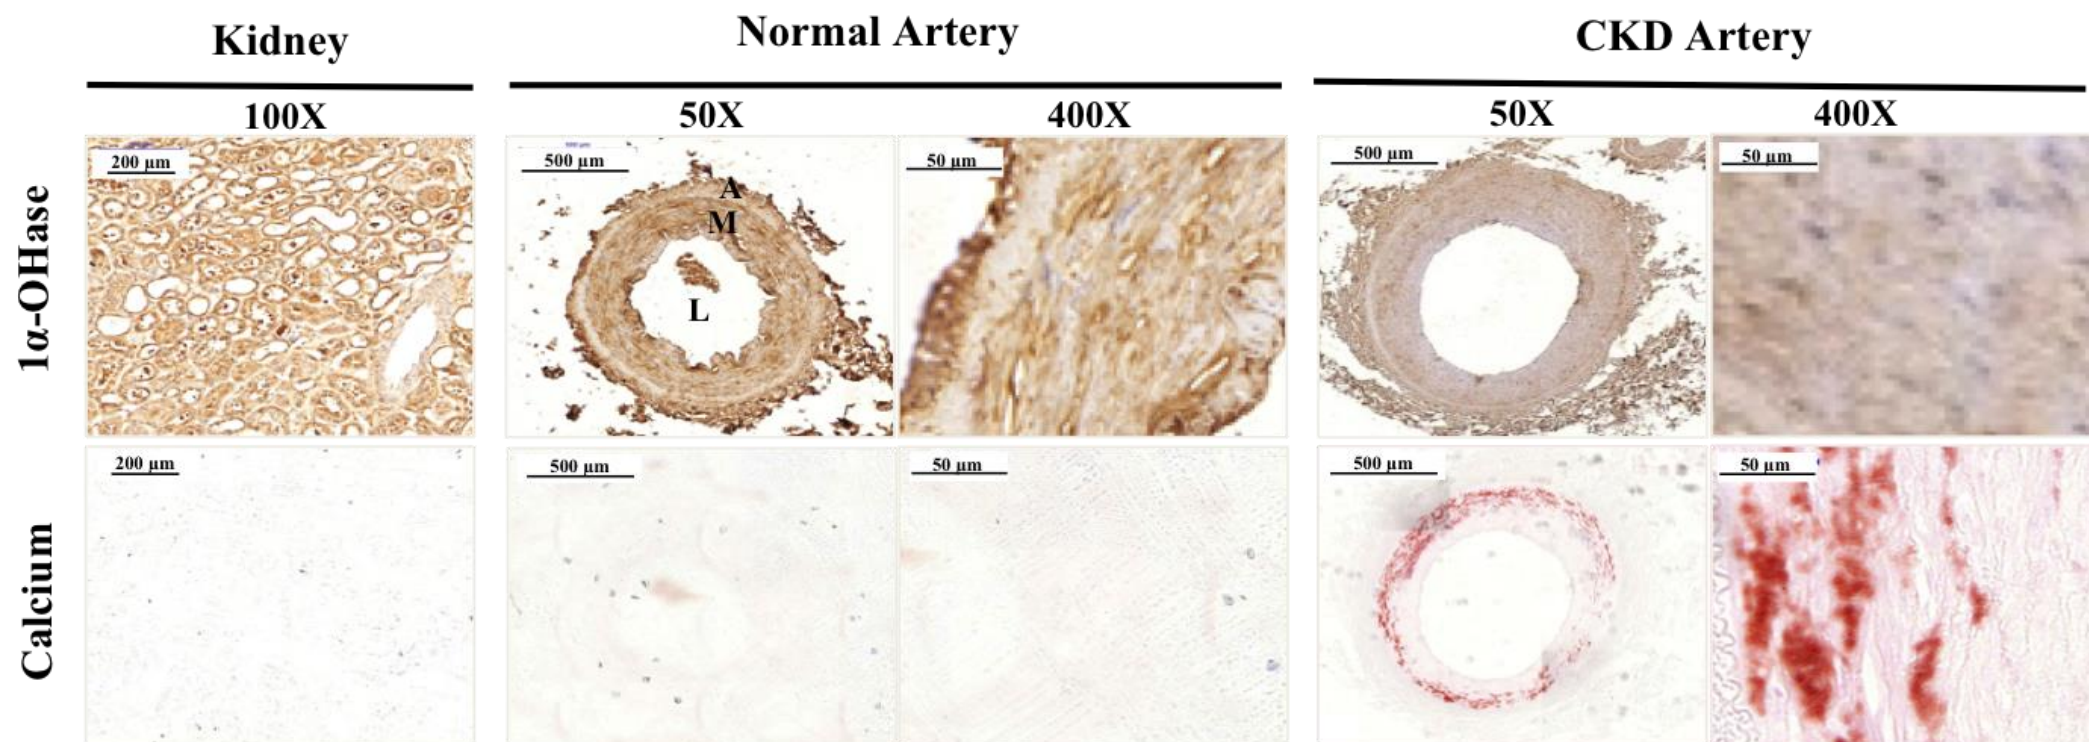 Kidney
Normal Artery
CKD Artery
100X
50X
400X
50X
400X
1α-OHase
200 µm
500 µm
50 µm
500 µm
50 µm
A
M
L
Calcium
200 µm
500 µm
50 µm
500 µm
50 µm